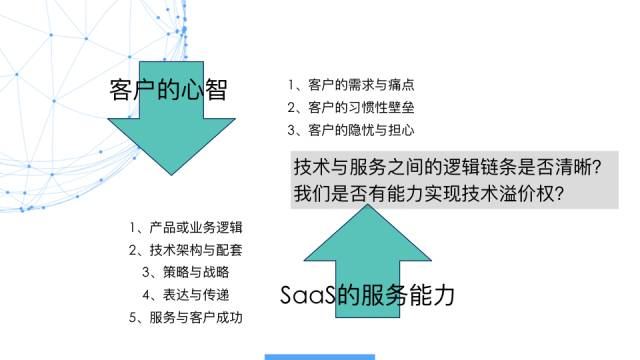 客户的心智
1、客户的需求与痛点
2、客户的习惯性壁垒
3、客户的隐忧与担心
技术与服务之间的逻辑链条是否清晰？
我们是否有能力实现技术溢价权？
1、产品或业务逻辑
2、技术架构与配套
3、策略与战略
4、表达与传递
5、服务与客户成功
SaaS的服务能力